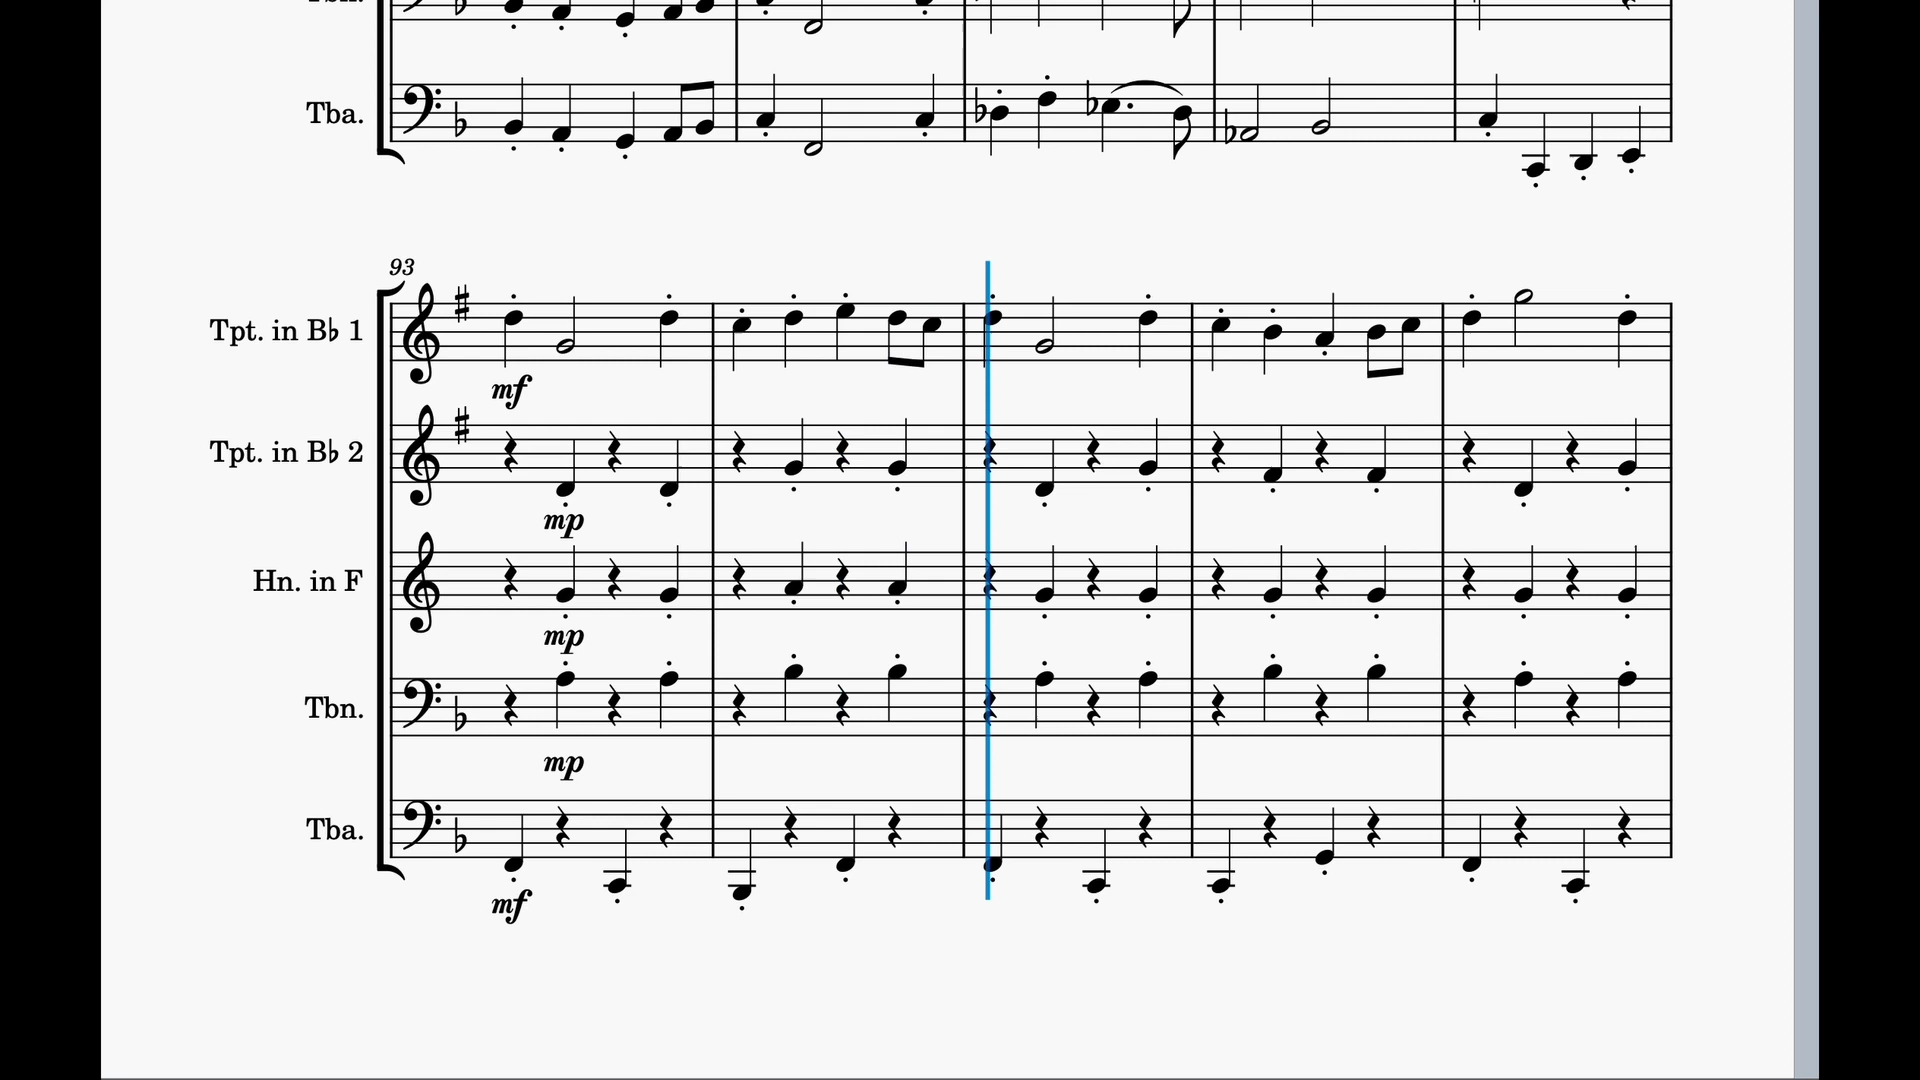 Tba.
93
Tpt. in B♭ 1
mf
Tpt. in B♭ 2
mp
Hn. in F
mp
Tbn.
mp
Tba.
mf